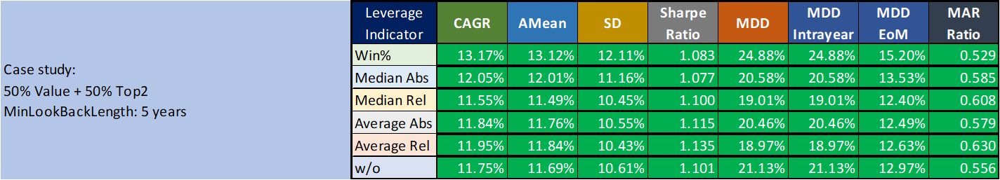 Case study:
50% Value + 50% Top2
MinLookBackLength: 5 years
Leverage Indicator CAGR AMean SD Sharpe Ratio MDD MDD Intrayear MDD EoM MAR Ratio
Win% 13.17% 13.12% 12.11% 1.083 24.88% 24.88% 15.20% 0.529
Median Abs 12.05% 12.01% 11.16% 1.077 20.58% 20.58% 13.53% 0.585
Median Rel 11.55% 11.49% 10.45% 1.100 19.01% 19.01% 12.40% 0.608
Average Abs 11.84% 11.76% 10.55% 1.115 20.46% 20.46% 12.49% 0.579
Average Rel 11.95% 11.84% 10.43% 1.135 18.97% 18.97% 12.63% 0.630
w/o 11.75% 11.69% 10.61% 1.101 21.13% 21.13% 12.97% 0.556